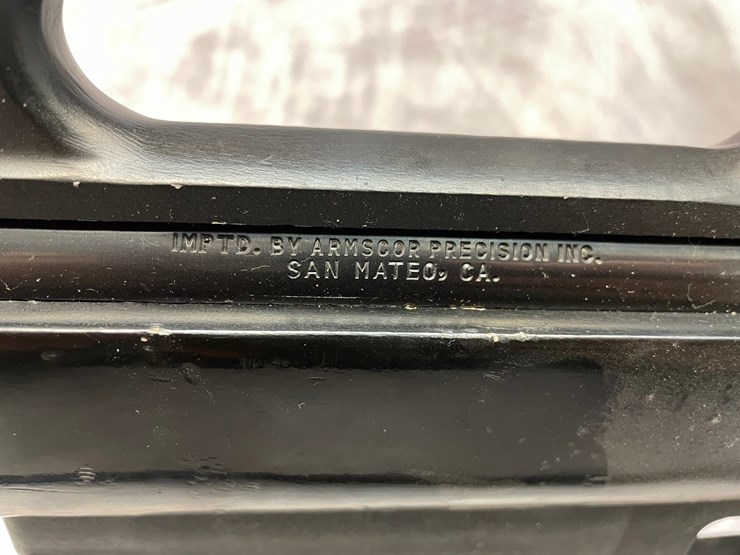 IMPTD. BY ARMSCOR PRECISION INC.
SAN MATEO, CA.